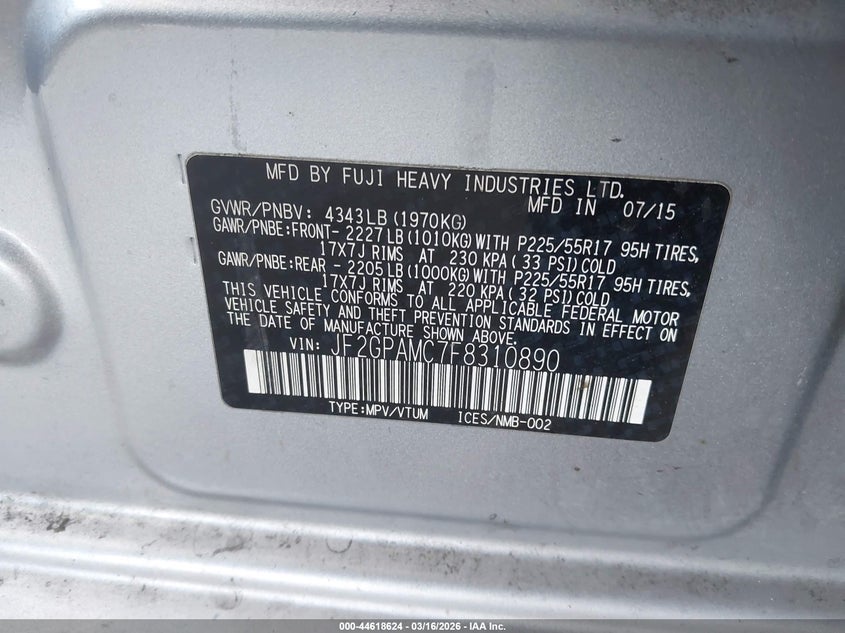 MFD BY FUJI HEAVY INDUSTRIES LTD.
MFD IN 07/15
GVWR/PNBV: 4343LB(1970KG)
GAWR/PNBE:FRONT- 2227LB(1010KG)WITH P225/55R17 95H TIRES,
17X7J RIMS AT 230 KPA(33 PSI)COLD
GAWR/PNBE:REAR - 2205LB(1000KG)WITH P225/55R17 95H TIRES,
17X7J RIMS AT 220 KPA(32 PSI)COLD
THIS VEHICLE CONFORMS TO ALL APPLICABLE FEDERAL MOTOR
VEHICLE SAFETY AND THEFT PREVENTION STANDARDS IN EFFECT ON
THE DATE OF MANUFACTURE SHOWN ABOVE.
VIN: JF2GPAMC7F8310890
TYPE:MPV/VTUM ICES/NMB-002
000-44618624 - 03/16/2026 - IAA Inc.